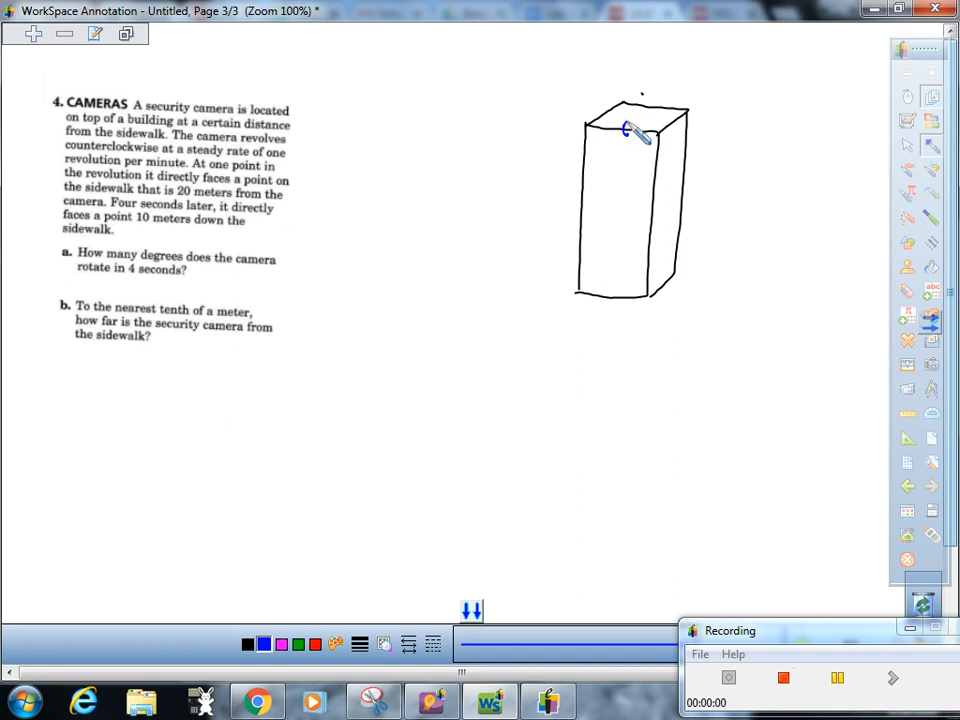 WorkSpace Annotation - Untitled, Page 3/3 (Zoom 100%) *
4. CAMERAS A security camera is located
on top of a building at a certain distance
from the sidewalk. The camera revolves
counterclockwise at a steady rate of one
revolution per minute. At one point in
the revolution it directly faces a point on
the sidewalk that is 20 meters from the
camera. Four seconds later, it directly
faces a point 10 meters down the
sidewalk.
a. How many degrees does the camera
rotate in 4 seconds?
b. To the nearest tenth of a meter,
how far is the security camera from
the sidewalk?
abc
π
π
Recording
File Help
00:00:00
Ws